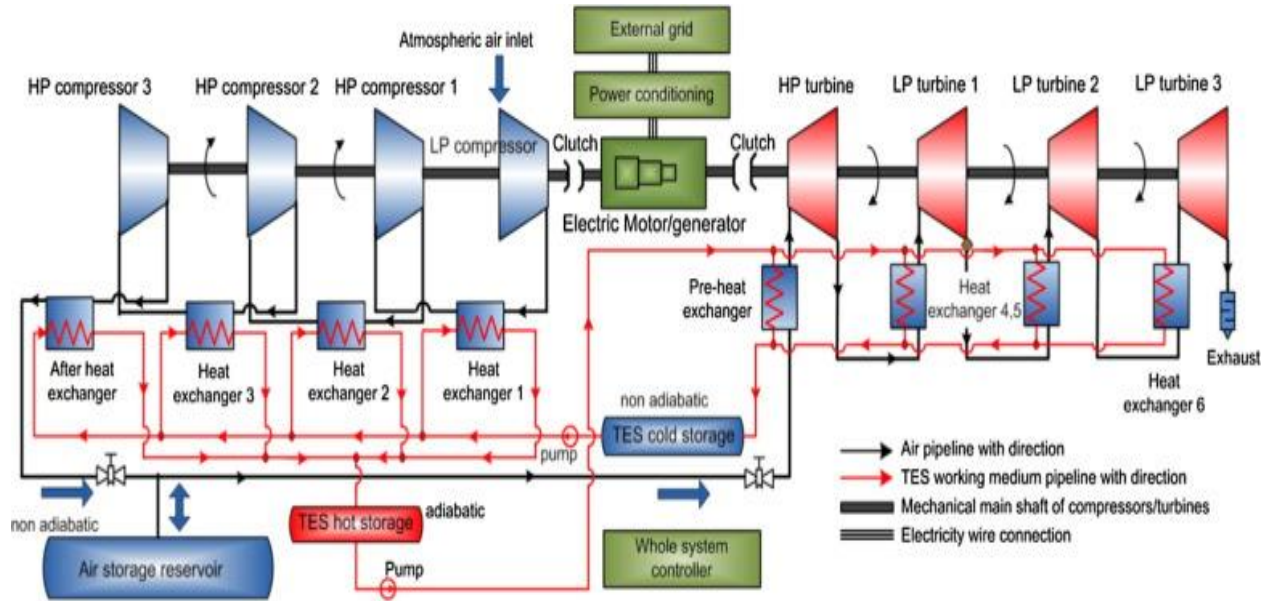 External grid
Atmospheric air inlet
HP compressor 3
HP compressor 2
HP compressor 1
Power conditioning
HP turbine
LP turbine 1
LP turbine 2
LP turbine 3
LP compressor
Clutch
Clutch
Electric Motor/generator
Pre-heat
exchanger
Heat
exchanger 4,5
Exhaust
After heat
exchanger
Heat
exchanger 3
Heat
exchanger 2
Heat
exchanger 1
Heat
exchanger 6
non adiabatic
TES cold storage
pump
Air pipeline with direction
TES working medium pipeline with direction
Mechanical main shaft of compressors/turbines
Electricity wire connection
non adiabatic
Air storage reservoir
TES hot storage
adiabatic
Pump
Whole system
controller